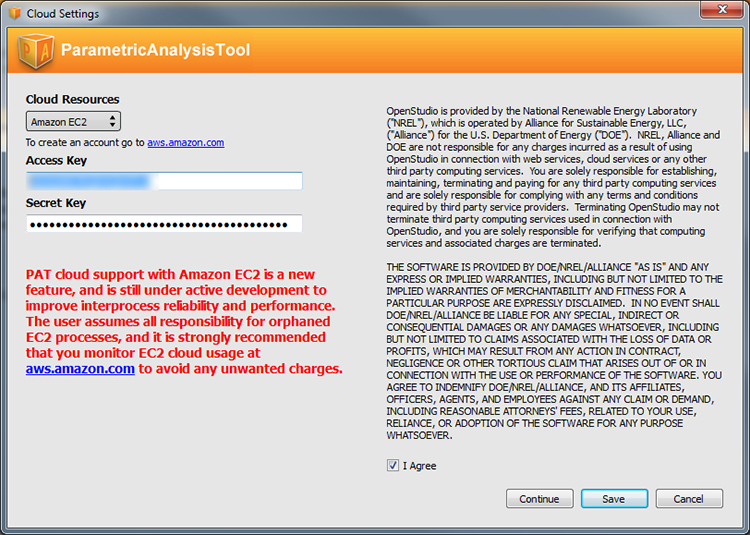 Cloud Settings
ParametricAnalysisTool
Cloud Resources
Amazon EC2
To create an account go to aws.amazon.com
Access Key
Secret Key
PAT cloud support with Amazon EC2 is a new
feature, and is still under active development to
improve interprocess reliability and performance.
The user assumes all responsibility for orphaned
EC2 processes, and it is strongly recommended
that you monitor EC2 cloud usage at
aws.amazon.com to avoid any unwanted charges.
OpenStudio is provided by the National Renewable Energy Laboratory
("NREL"), which is operated by Alliance for Sustainable Energy, LLC,
("Alliance") for the U.S. Department of Energy ("DOE"). NREL, Alliance and
DOE are not responsible for any charges incurred as a result of using
OpenStudio in connection with web services, cloud services or any other
third party computing services. You are solely responsible for establishing,
maintaining, terminating and paying for any third party computing services
and are solely responsible for complying with any terms and conditions
required by third party service providers. Terminating OpenStudio may not
terminate third party computing services used in connection with
OpenStudio, and you are solely responsible for verifying that computing
services and associated charges are terminated.
THE SOFTWARE IS PROVIDED BY DOE/NREL/ALLIANCE "AS IS" AND ANY
EXPRESS OR IMPLIED WARRANTIES, INCLUDING BUT NOT LIMITED TO THE
IMPLIED WARRANTIES OF MERCHANTABILITY AND FITNESS FOR A
PARTICULAR PURPOSE ARE EXPRESSLY DISCLAIMED. IN NO EVENT SHALL
DOE/NREL/ALLIANCE BE LIABLE FOR ANY SPECIAL, INDIRECT OR
CONSEQUENTIAL DAMAGES OR ANY DAMAGES WHATSOEVER, INCLUDING
BUT NOT LIMITED TO CLAIMS ASSOCIATED WITH THE LOSS OF DATA OR
PROFITS, WHICH MAY RESULT FROM ANY ACTION IN CONTRACT,
NEGLIGENCE OR OTHER TORTIOUS CLAIM THAT ARISES OUT OF OR IN
CONNECTION WITH THE USE OR PERFORMANCE OF THE SOFTWARE. YOU
AGREE TO INDEMNIFY DOE/NREL/ALLIANCE, AND ITS AFFILIATES,
OFFICERS, AGENTS, AND EMPLOYEES AGAINST ANY CLAIM OR DEMAND,
INCLUDING REASONABLE ATTORNEYS' FEES, RELATED TO YOUR USE,
RELIANCE, OR ADOPTION OF THE SOFTWARE FOR ANY PURPOSE
WHATSOEVER.
I Agree
Continue
Save
Cancel